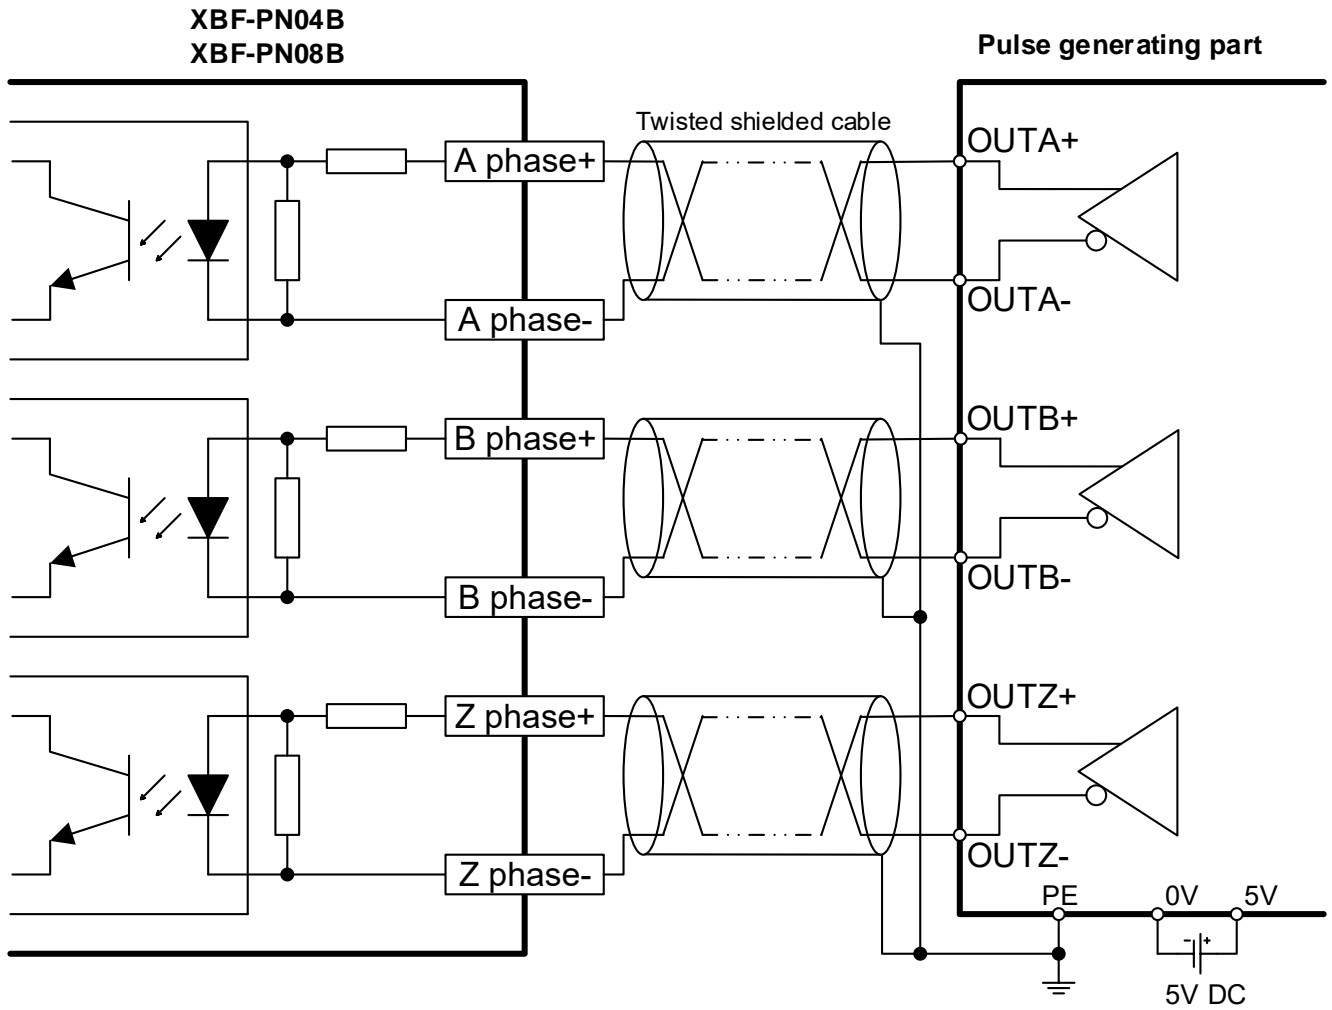 XBF-PN04B
XBF-PN08B
Pulse generating part
Twisted shielded cable
A phase+
OUTA+
A phase-
OUTA-
B phase+
OUTB+
B phase-
OUTB-
Z phase+
OUTZ+
Z phase-
OUTZ-
PE
0V
5V
- +
5V DC